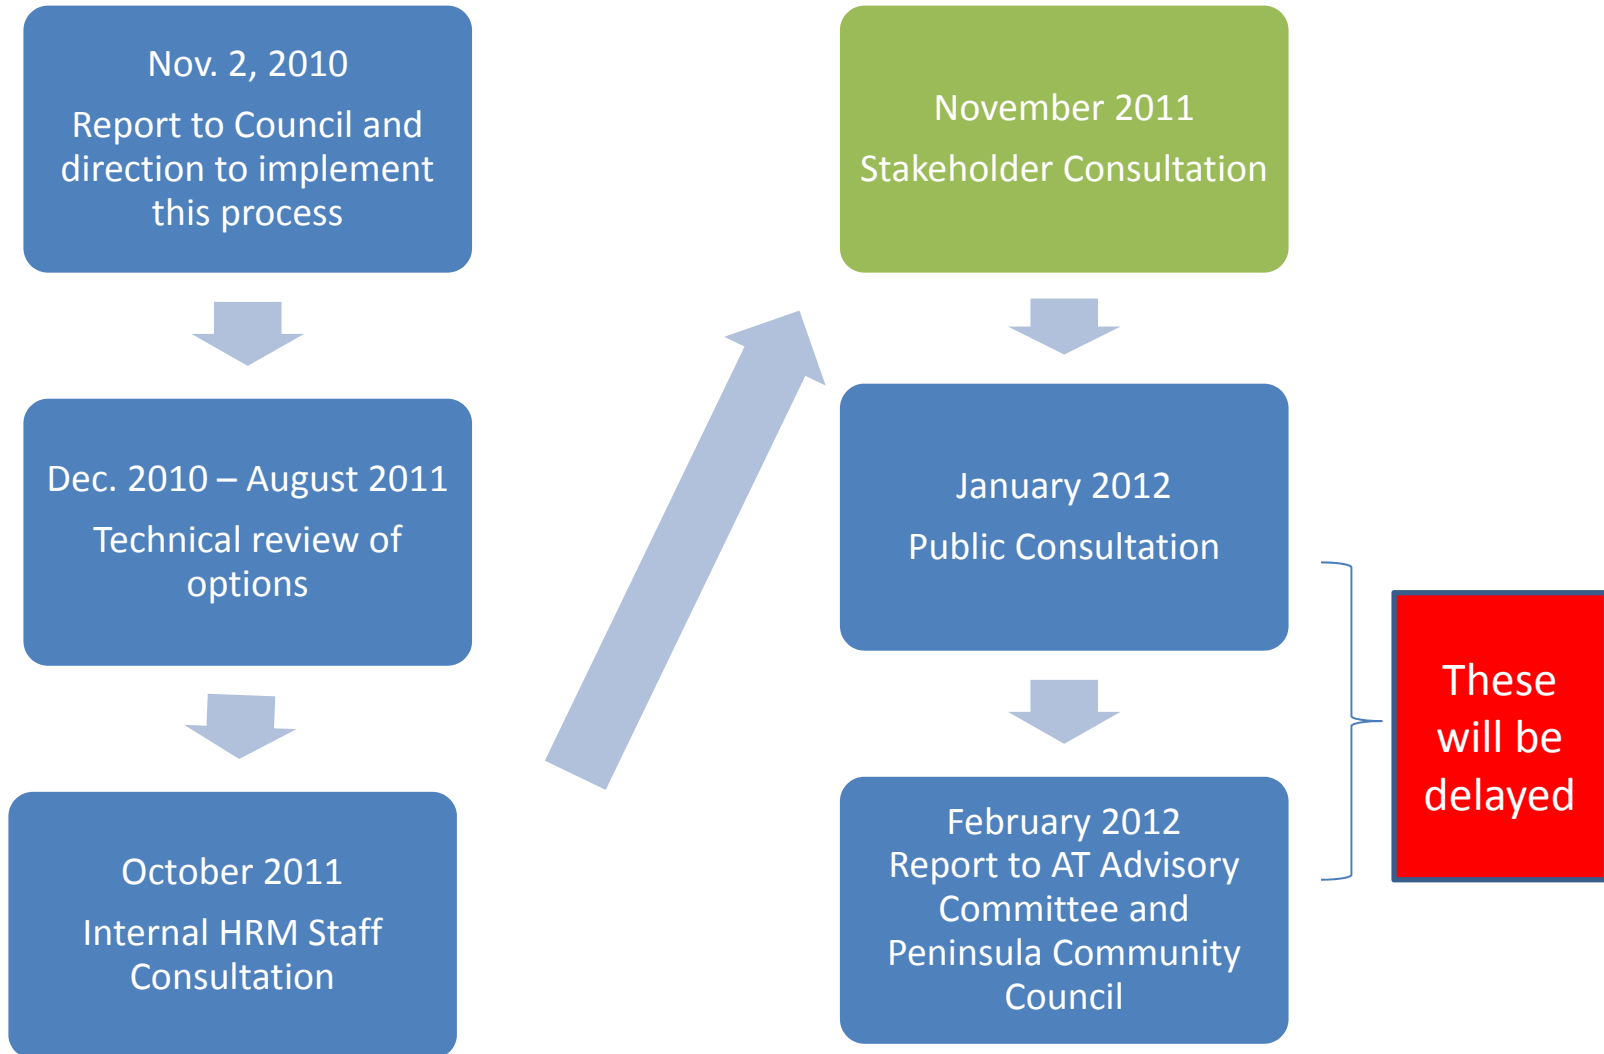 Nov. 2, 2010
Report to Council and
direction to implement
this process
Dec. 2010 – August 2011
Technical review of
options
October 2011
Internal HRM Staff
Consultation
November 2011
Stakeholder Consultation
January 2012
Public Consultation
February 2012
Report to AT Advisory
Committee and
Peninsula Community
Council
These
will be
delayed